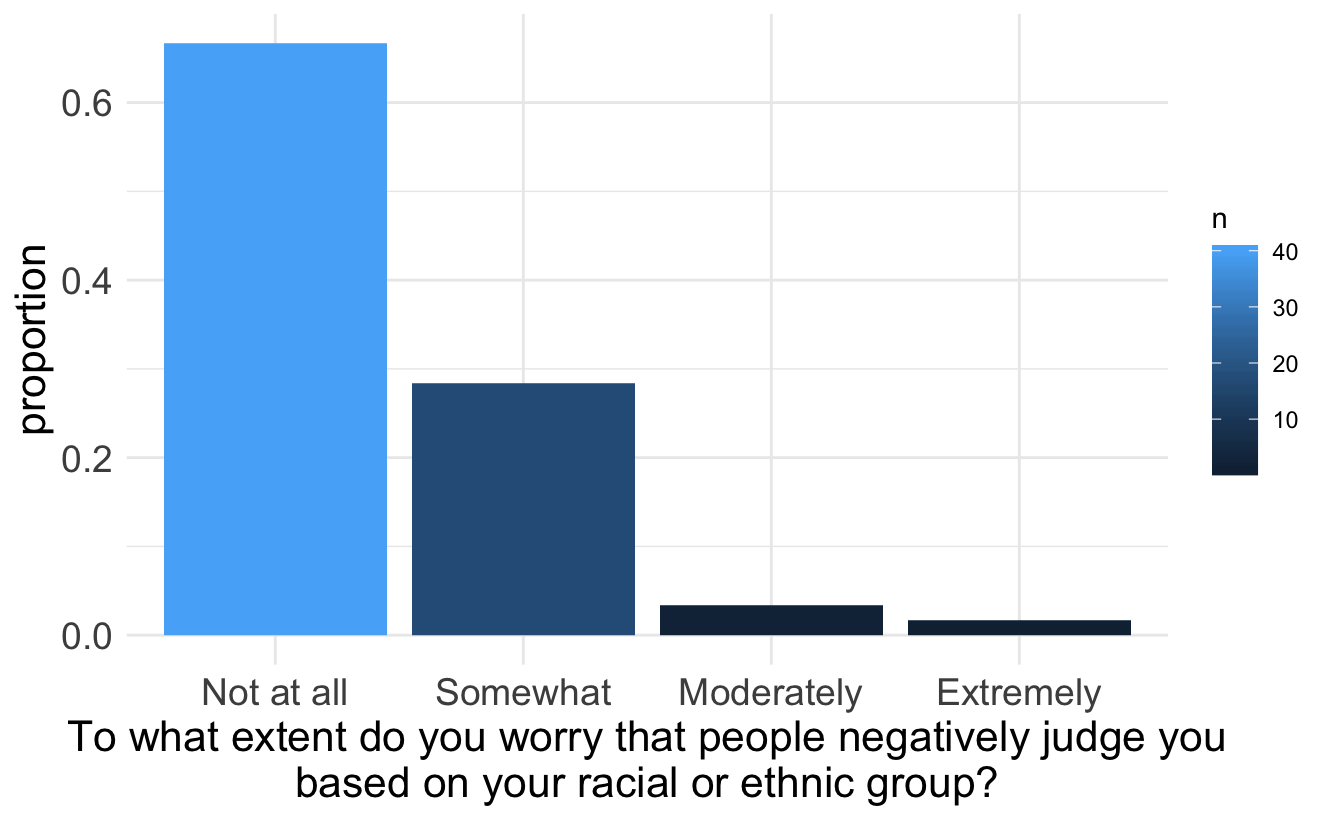 proportion
0.6
0.4
0.2
0.0
Not at all Somewhat Moderately Extremely
To what extent do you worry that people negatively judge you
based on your racial or ethnic group?
n
40
30
20
10